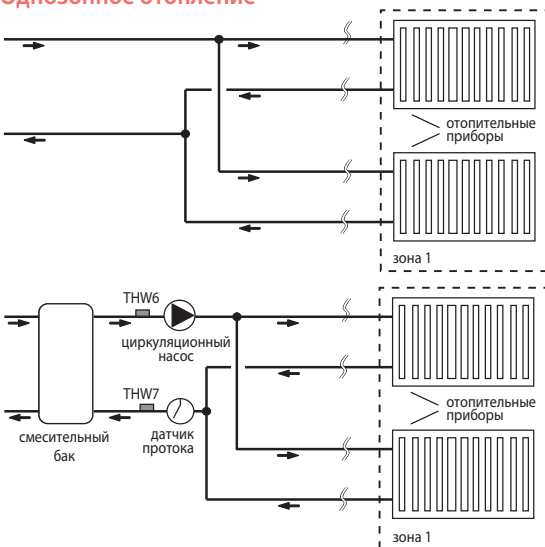 Однозонное отопление
отопительные
приборы
зона 1
THW6
циркуляционный
насос
THW7
отопительные
приборы
смесительный
бак
датчик
протока
зона 1